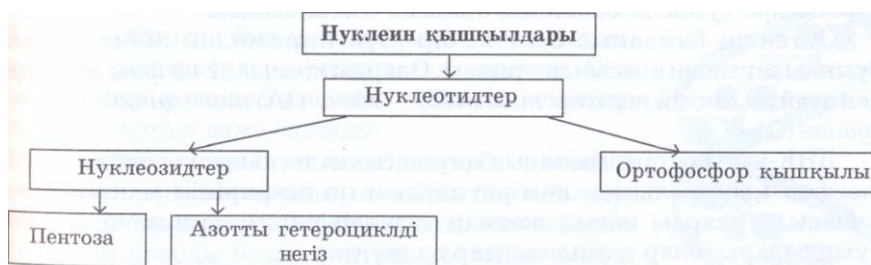 Нуклеин қышқылдары
Нуклеотидтер
Нуклеозидтер
Ортофосфор қышқылы
Пентоза
Азотты гетероциклді
негіз